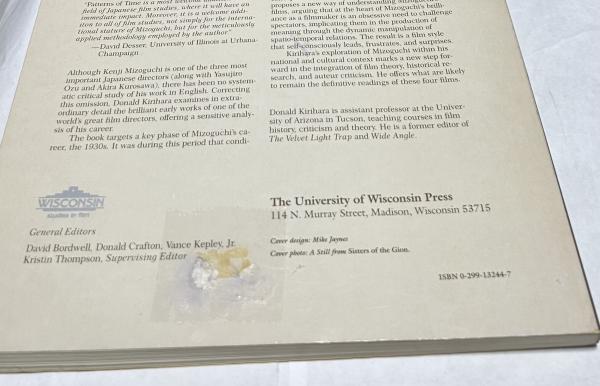 "Patterns of Time is a most welcome
field of Japanese film studies, where it will have an
immediate impact. Moreover, it is a welcome addi-
tion to all of film studies, not simply for the interna-
tional stature of Mizoguchi, but for the meticulously
applied methodology employed by the author"
—David Desser, University of Illinois at Urbana-
Champaign
Although Kenji Mizoguchi is one of the three most
important Japanese directors (along with Yasujiro
Ozu and Akira Kurosawa), there has been no system-
atic critical study of his work in English. Correcting
this omission, Donald Kirihara examines in extra-
ordinary detail the brilliant early works of one of the
world's great film directors, offering a sensitive analy-
sis of his career.
The book targets a key phase of Mizoguchi's ca-
reer, the 1930s. It was during this period that condi-
proposes a new way of understanding
ance as a filmmaker is an obsessive need to challenge
spectators, implicating them in the production of
meaning through the dynamic manipulation of
spatio-temporal relations. The result is a film style
that self-consciously leads, frustrates, and surprises.
Kirihara's exploration of Mizoguchi within his
national and cultural context marks a new step for-
ward in the integration of film theory, historical re-
search, and auteur criticism. He offers what are likely
to remain the definitive readings of these four films.
Donald Kirihara is assistant professor at the Univer-
sity of Arizona in Tucson, teaching courses in film
history, criticism and theory. He is a former editor of
The Velvet Light Trap and Wide Angle.
WISCONSIN
studies in film
General Editors
David Bordwell, Donald Crafton, Vance Kepley, Jr.
Kristin Thompson, Supervising Editor
The University of Wisconsin Press
114 N. Murray Street, Madison, Wisconsin 53715
Cover design: Mike Jaynes
Cover photo: A Still from Sisters of the Gion.
ISBN 0-299-13244-7